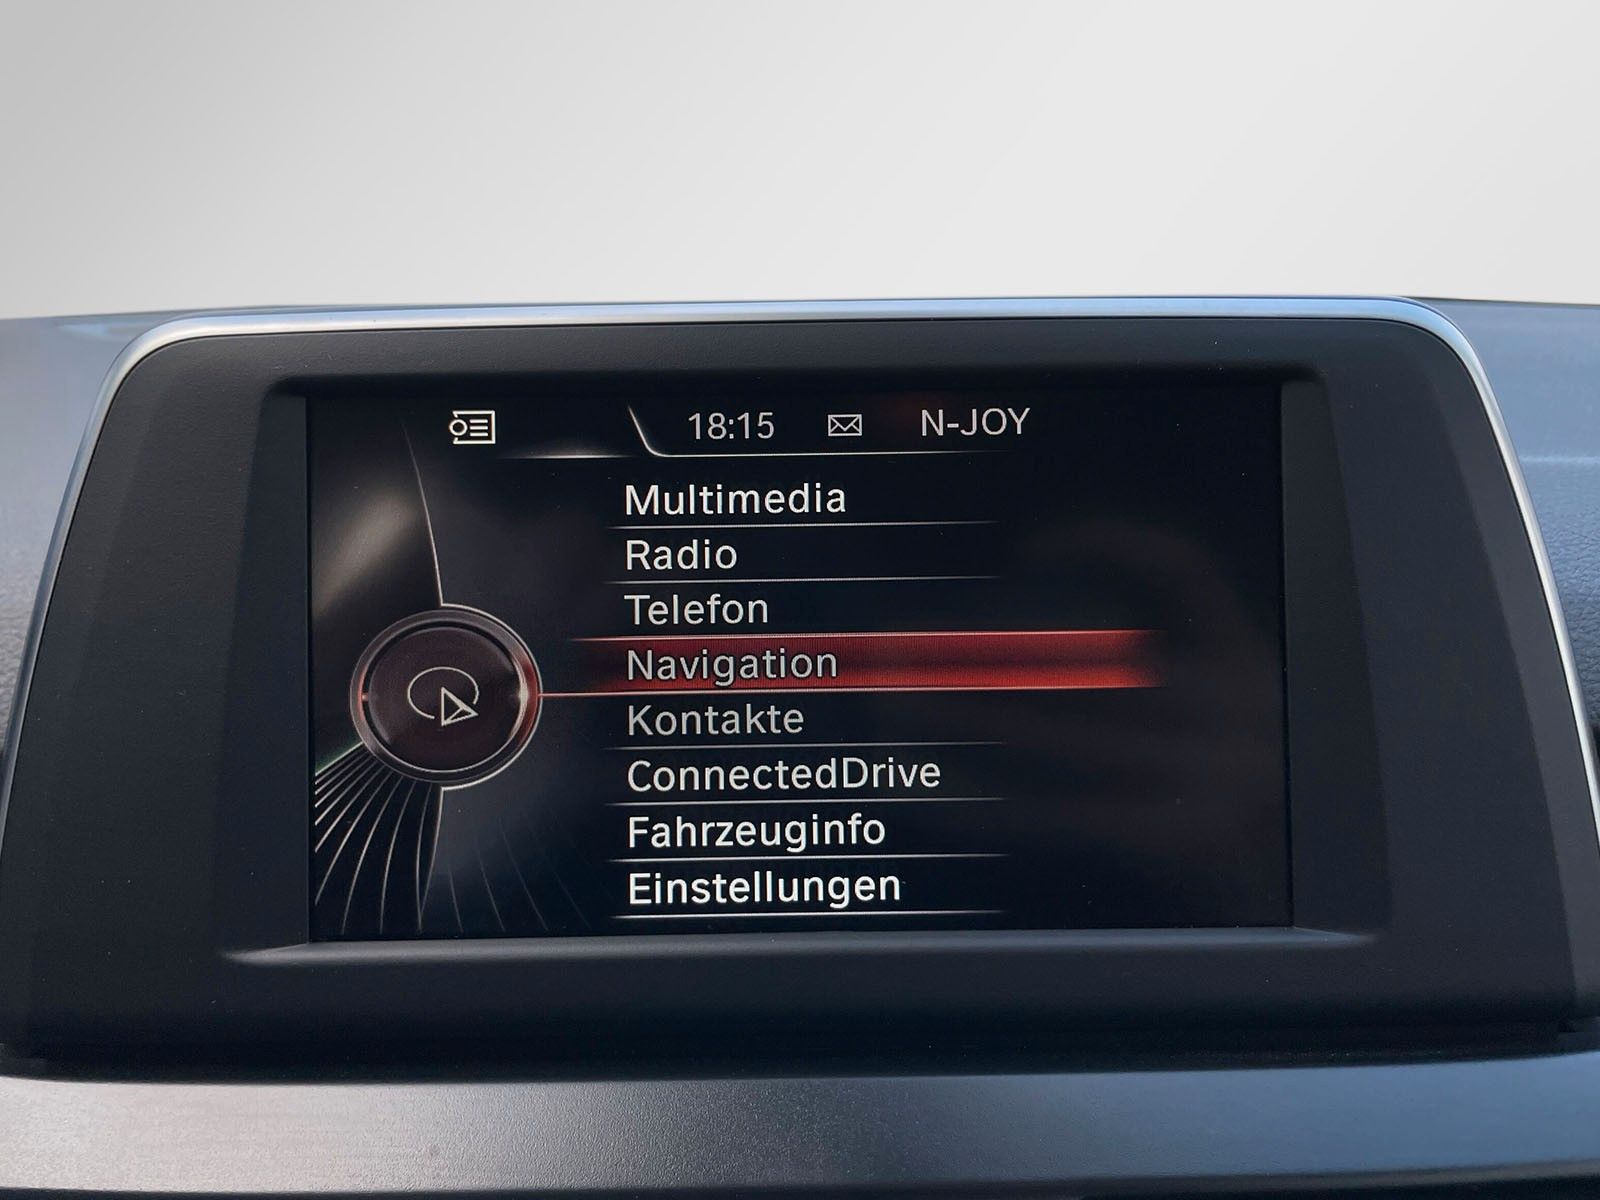 18:15 N-JOY
Multimedia
Radio
Telefon
Navigation
Kontakte
ConnectedDrive
Fahrzeuginfo
Einstellungen